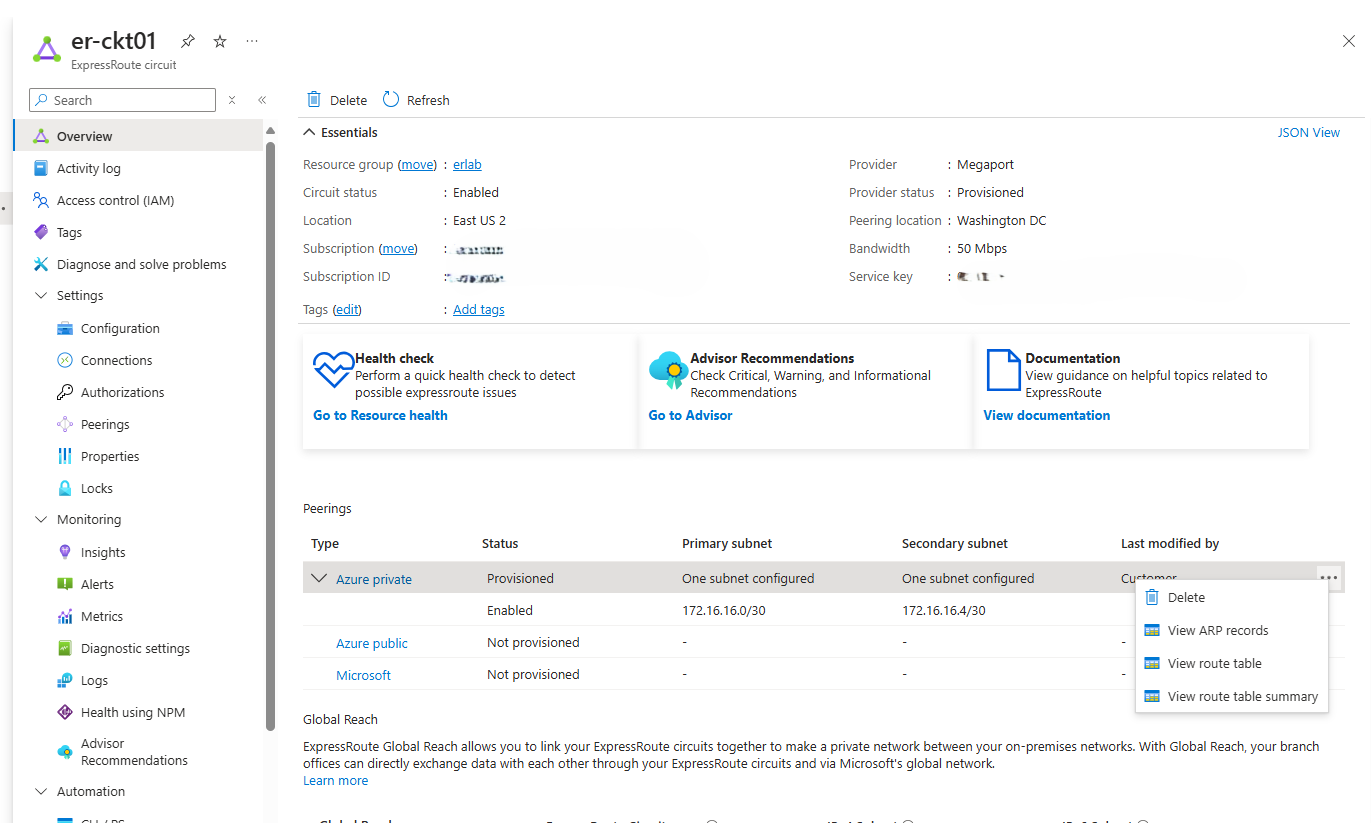 er-ckt01
ExpressRoute circuit
Search
Overview
Activity log
Access control (IAM)
Tags
Diagnose and solve problems
Settings
Configuration
Connections
Authorizations
Peerings
Properties
Locks
Monitoring
Insights
Alerts
Metrics
Diagnostic settings
Logs
Health using NPM
Advisor
Recommendations
Automation
Delete Refresh
Essentials JSON View
Resource group (move) : erlab
Circuit status : Enabled
Location : East US 2
Subscription (move) :
Subscription ID :
Tags (edit) : Add tags
Provider : Megaport
Provider status : Provisioned
Peering location : Washington DC
Bandwidth : 50 Mbps
Service key :
Health check
Perform a quick health check to detect
possible expressroute issues
Go to Resource health
Advisor Recommendations
Check Critical, Warning, and Informational
Recommendations
Go to Advisor
Documentation
View guidance on helpful topics related to
ExpressRoute
View documentation
Peerings
Type Status Primary subnet Secondary subnet Last modified by
Azure private Provisioned One subnet configured One subnet configured Customer
Enabled 172.16.16.0/30 172.16.16.4/30
Azure public Not provisioned - - -
Microsoft Not provisioned - - -
Delete
View ARP records
View route table
View route table summary
Global Reach
ExpressRoute Global Reach allows you to link your ExpressRoute circuits together to make a private network between your on-premises networks. With Global Reach, your branch
offices can directly exchange data with each other through your ExpressRoute circuits and via Microsoft's global network.
Learn more